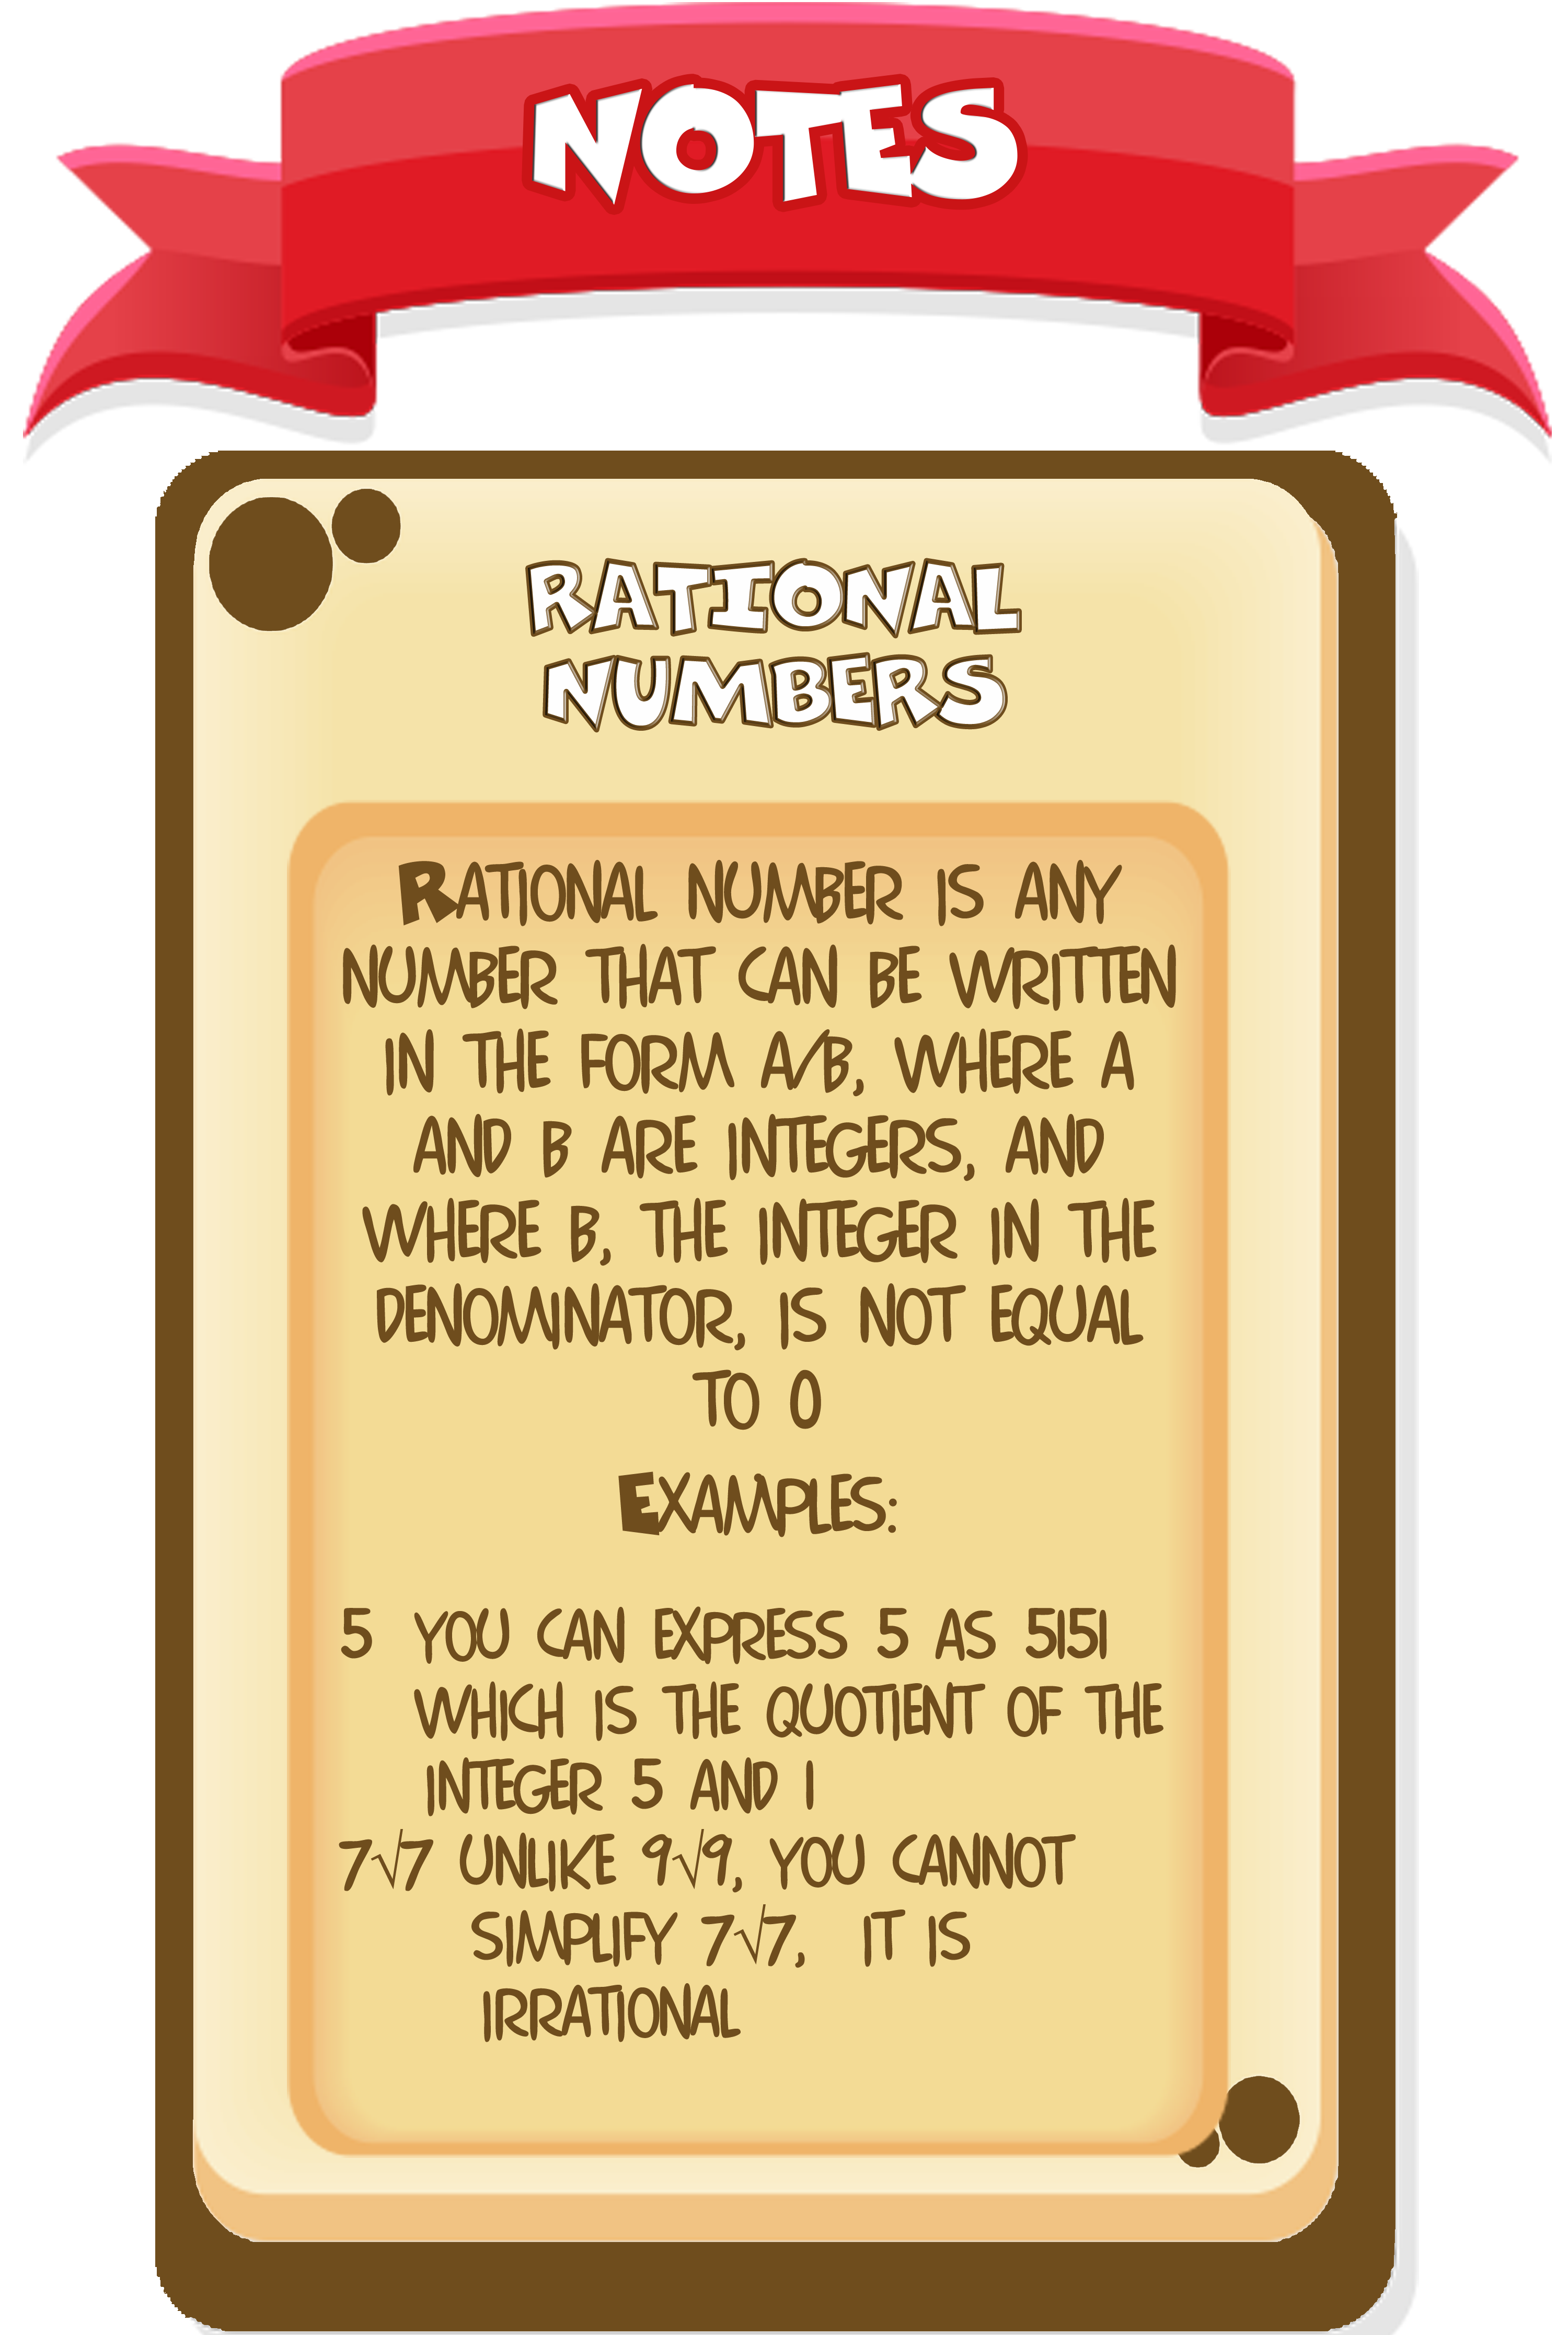 NOTES
RATIONAL
NUMBERS
RATIONAL NUMBER IS ANY
NUMBER THAT CAN BE WRITTEN
IN THE FORM A/B, WHERE A
AND B ARE INTEGERS, AND
WHERE B, THE INTEGER IN THE
DENOMINATOR, IS NOT EQUAL
TO 0
EXAMPLES:
5 YOU CAN EXPRESS 5 AS 5151
WHICH IS THE QUOTIENT OF THE
INTEGER 5 AND 1
7√7 UNLIKE 9√9, YOU CANNOT
SIMPLIFY 7√7, IT IS
IRRATIONAL